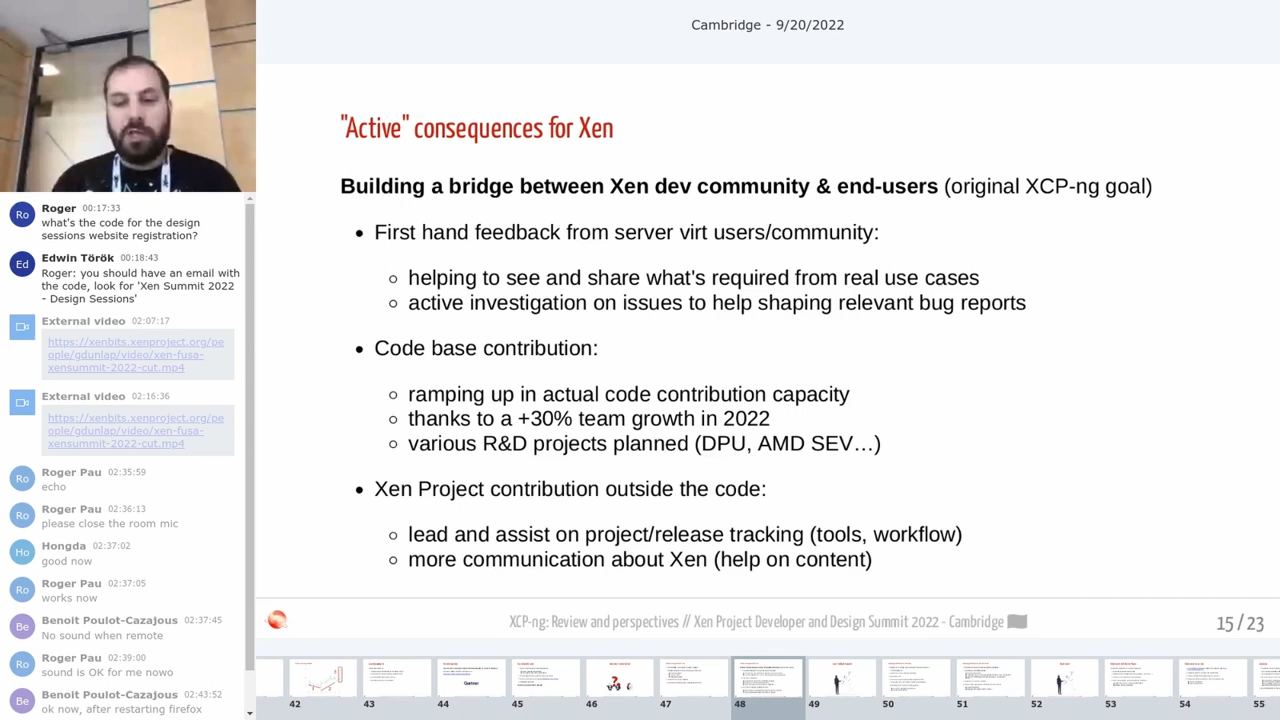 Cambridge - 9/20/2022
"Active" consequences for Xen
Building a bridge between Xen dev community & end-users (original XCP-ng goal)
First hand feedback from server virt users/community:
helping to see and share what's required from real use cases
active investigation on issues to help shaping relevant bug reports
Code base contribution:
ramping up in actual code contribution capacity
thanks to a +30% team growth in 2022
various R&D projects planned (DPU, AMD SEV…)
Xen Project contribution outside the code:
lead and assist on project/release tracking (tools, workflow)
more communication about Xen (help on content)
XCP-ng: Review and perspectives // Xen Project Developer and Design Summit 2022 - Cambridge
15 / 23
Ro
Roger 00:17:33
what's the code for the design
sessions website registration?
Ed
Edwin Török 00:18:43
Roger: you should have an email with
the code, look for 'Xen Summit 2022
- Design Sessions'
External video 02:07:17
https://xenbits.xenproject.org/pe
ople/gdunlap/video/xen-fusa-
xensummit-2022-cut.mp4
External video 02:16:36
https://xenbits.xenproject.org/pe
ople/gdunlap/video/xen-fusa-
xensummit-2022-cut.mp4
Ro
Roger Pau 02:35:59
echo
Ro
Roger Pau 02:36:13
please close the room mic
Ho
Hongda 02:37:02
good now
Ro
Roger Pau 02:37:05
works now
Be
Benoit Poulot-Cazajous 02:37:45
No sound when remote
Ro
Roger Pau 02:39:00
sound is OK for me nowo
Be
Benoit Poulot-Cazajous 02:43:52
ok now, after restarting firefox
42
43
44
45
46
47
48
49
50
51
52
53
54
55